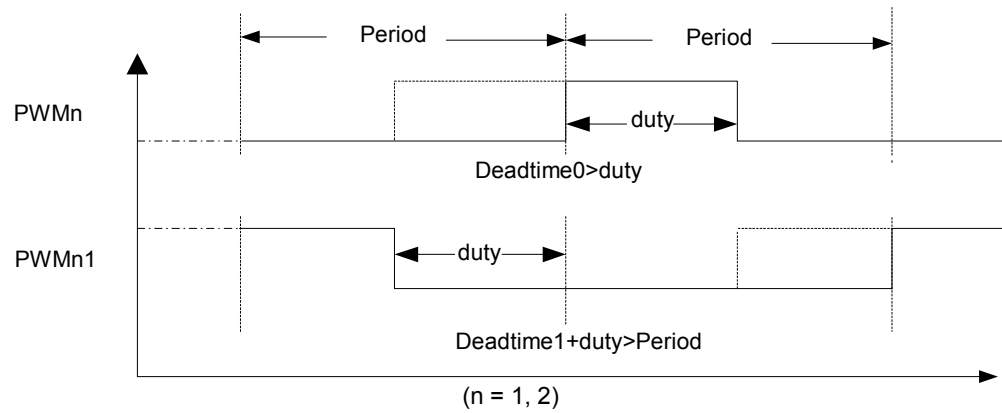 Period
Period
PWMn
duty
Deadtime0>duty
PWMn1
duty
Deadtime1+duty>Period
(n = 1, 2)